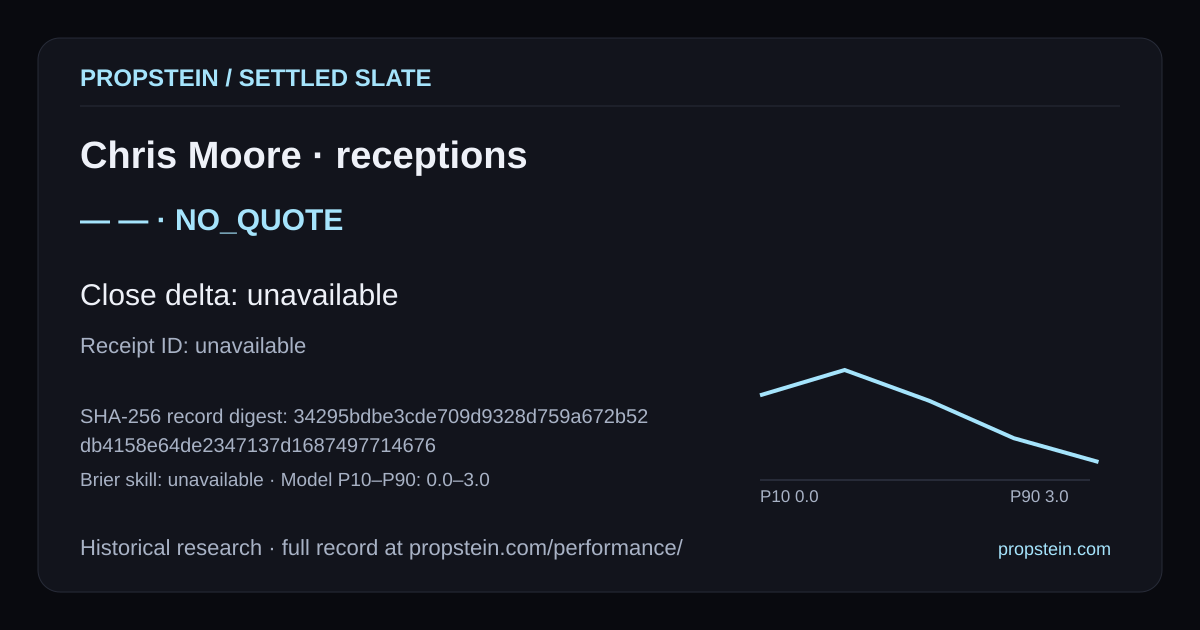 PROPSTEIN / SETTLED SLATE
Chris Moore · receptions
— — · NO_QUOTE
Close delta: unavailable
Receipt ID: unavailable
SHA-256 record digest: 34295bdbe3cde709d9328d759a672b52
db4158e64de2347137d1687497714676
Brier skill: unavailable · Model P10–P90: 0.0–3.0
P10 0.0
P90 3.0
Historical research · full record at propstein.com/performance/
propstein.com